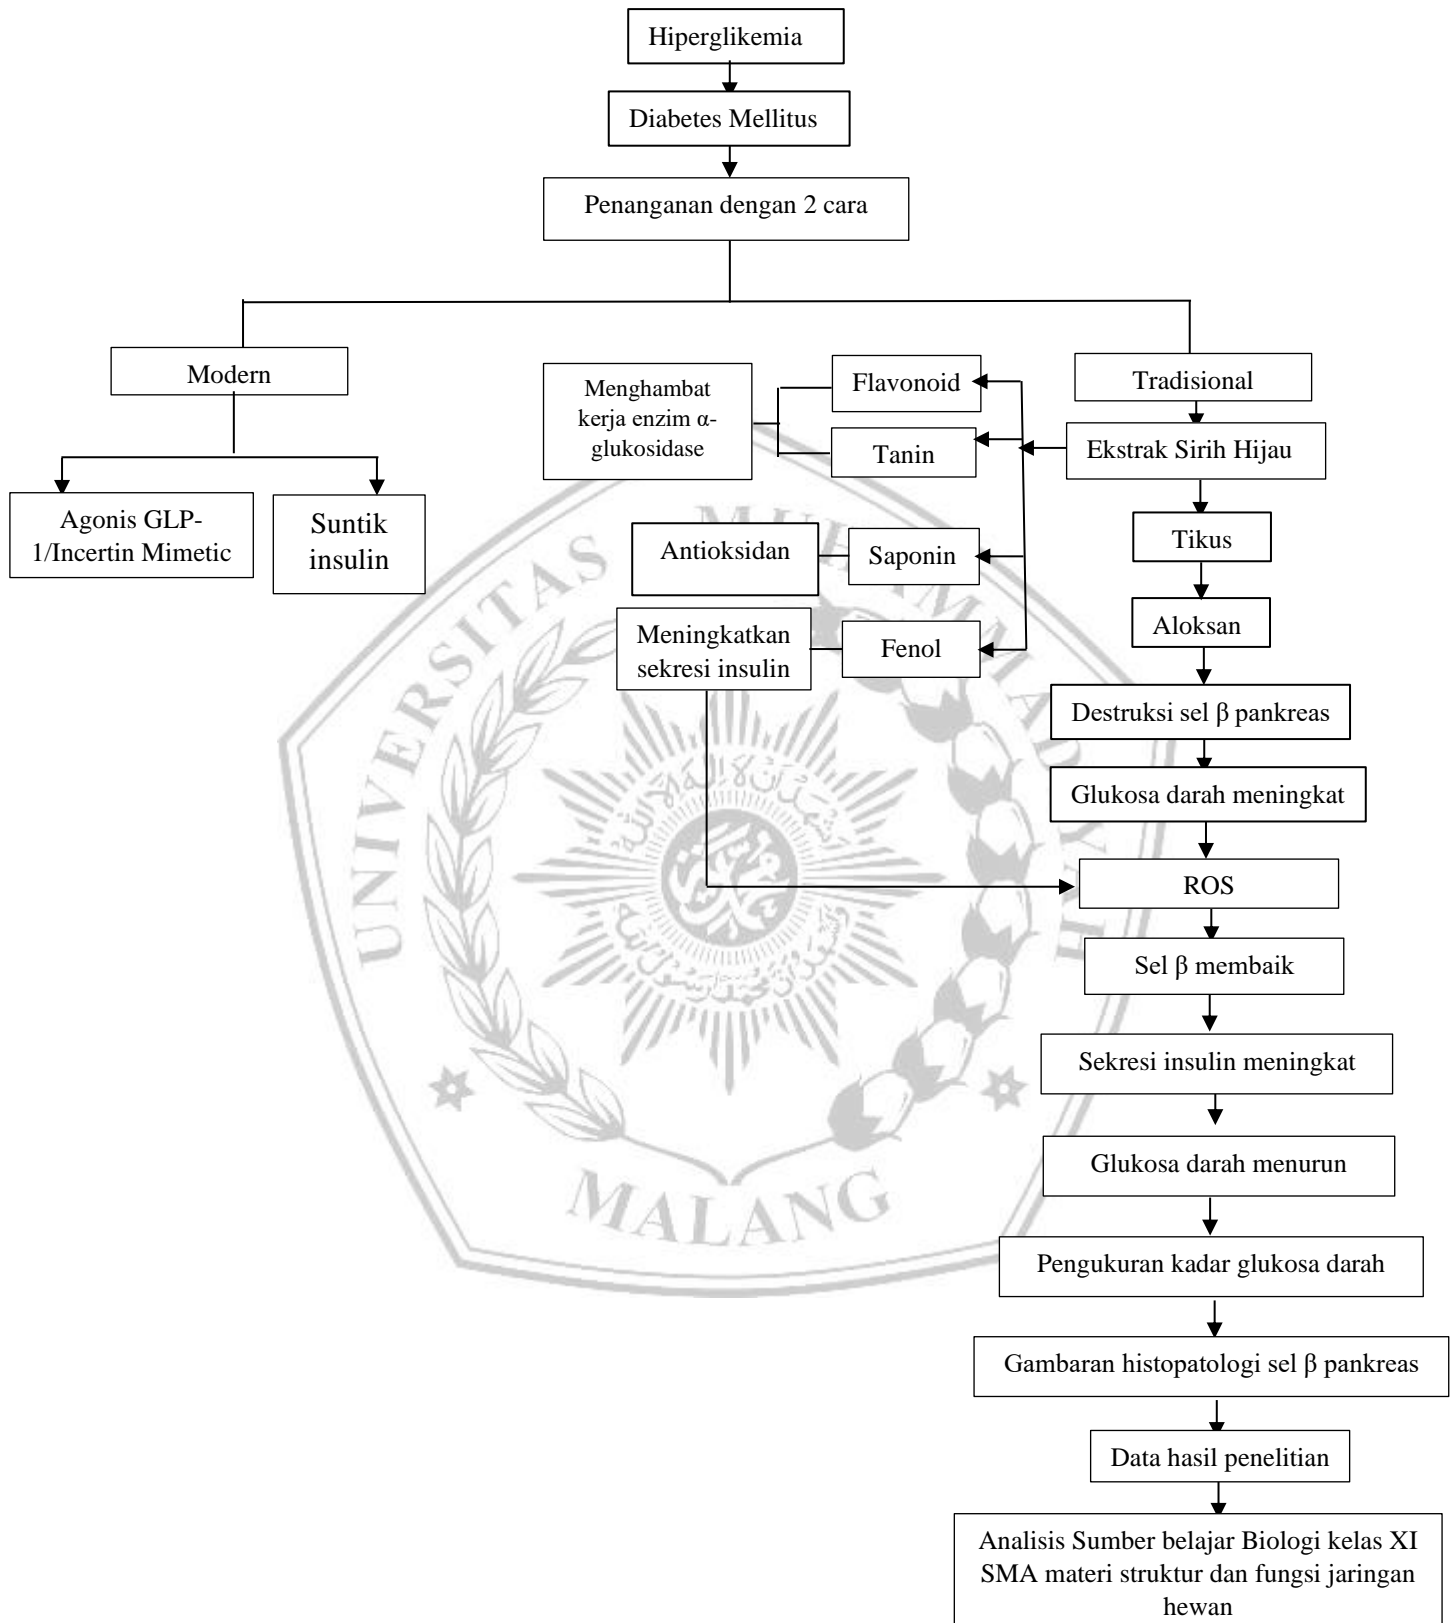 Hiperglikemia
Diabetes Mellitus
Penanganan dengan 2 cara
Modern
Agonis GLP-
1/Incertin Mimetic
Suntik
insulin
Menghambat
kerja enzim α-
glukosidase
Flavonoid
Tanin
Antioksidan
Saponin
Meningkatkan
sekresi insulin
Fenol
Tradisional
Ekstrak Sirih Hijau
Tikus
Aloksan
Destruksi sel β pankreas
Glukosa darah meningkat
ROS
Sel β membaik
Sekresi insulin meningkat
Glukosa darah menurun
Pengukuran kadar glukosa darah
Gambaran histopatologi sel β pankreas
Data hasil penelitian
Analisis Sumber belajar Biologi kelas XI
SMA materi struktur dan fungsi jaringan
hewan
UNIVERSITAS MUHAMMADIYAH
MALANG